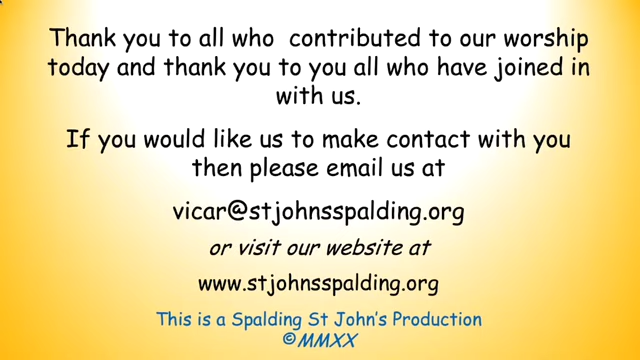 Thank you to all who  contributed to our worship
today and thank you to you all who have joined in
with us.
If you would like us to make contact with you
then please email us at
vicar@stjohnsspalding.org
or visit our website at
www.stjohnsspalding.org
This is a Spalding St John's Production
©MMXX